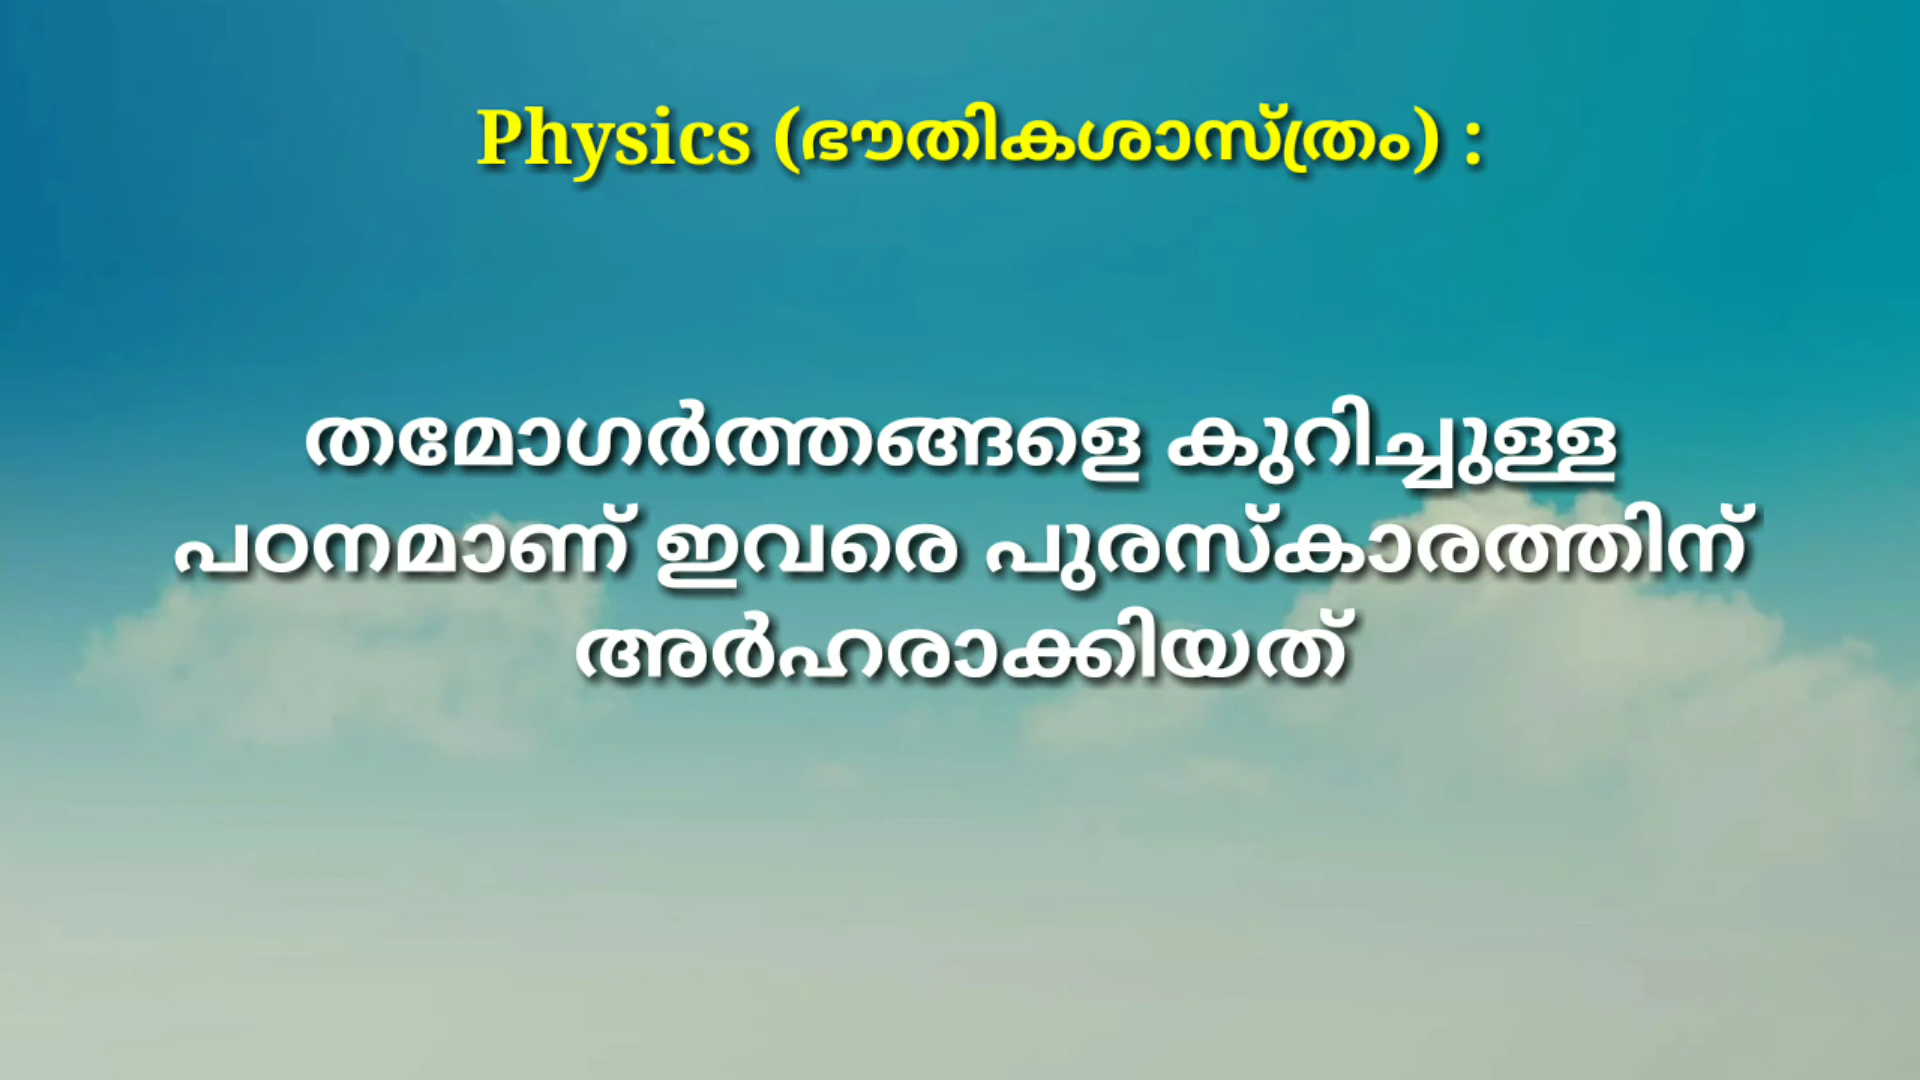 Physics (ഭൗതികശാസ്ത്രം) :
തമോഗർത്തങ്ങളെ കുറിച്ചുള്ള
പഠനമാണ് ഇവരെ പുരസ്കാരത്തിന്
അർഹരാക്കിയത്